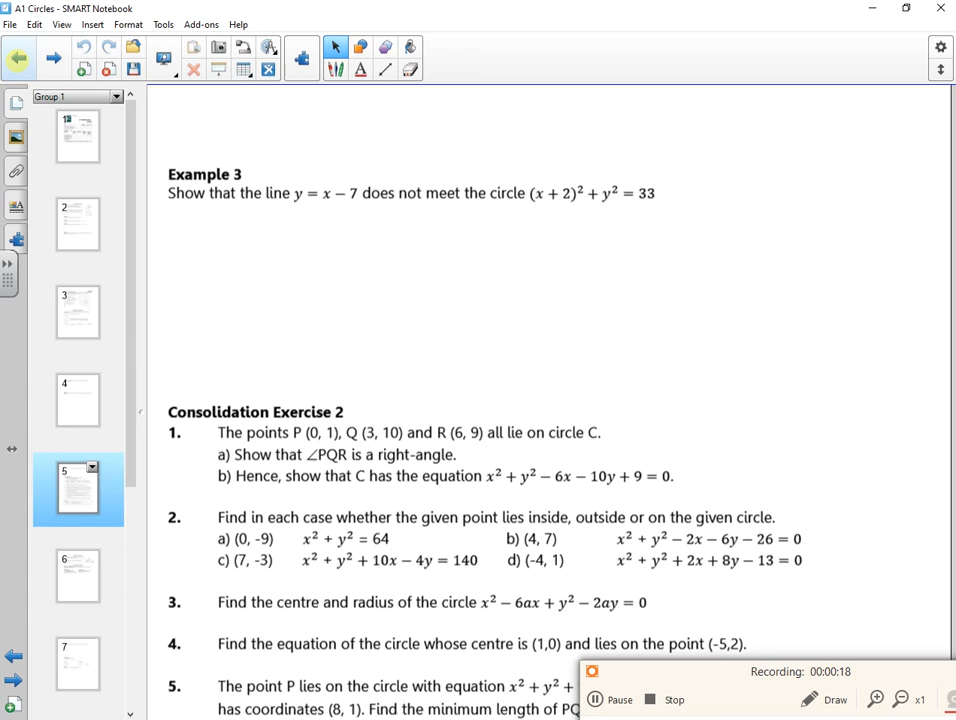 A1 Circles - SMART Notebook
File Edit View Insert Format Tools Add-ons Help
Group 1
1
2
3
4
5
6
7
Example 3
Show that the line y = x − 7 does not meet the circle (x + 2)² + y² = 33
Consolidation Exercise 2
1. The points P (0, 1), Q (3, 10) and R (6, 9) all lie on circle C.
a) Show that ∠PQR is a right-angle.
b) Hence, show that C has the equation x² + y² − 6x − 10y + 9 = 0.
2. Find in each case whether the given point lies inside, outside or on the given circle.
a) (0, -9) x² + y² = 64 b) (4, 7) x² + y² − 2x − 6y − 26 = 0
c) (7, -3) x² + y² + 10x − 4y = 140 d) (-4, 1) x² + y² + 2x + 8y − 13 = 0
3. Find the centre and radius of the circle x² − 6ax + y² − 2ay = 0
4. Find the equation of the circle whose centre is (1,0) and lies on the point (-5,2).
5. The point P lies on the circle with equation x² + y² +
has coordinates (8, 1). Find the minimum length of PQ
Recording: 00:00:18
Pause Stop Draw x1